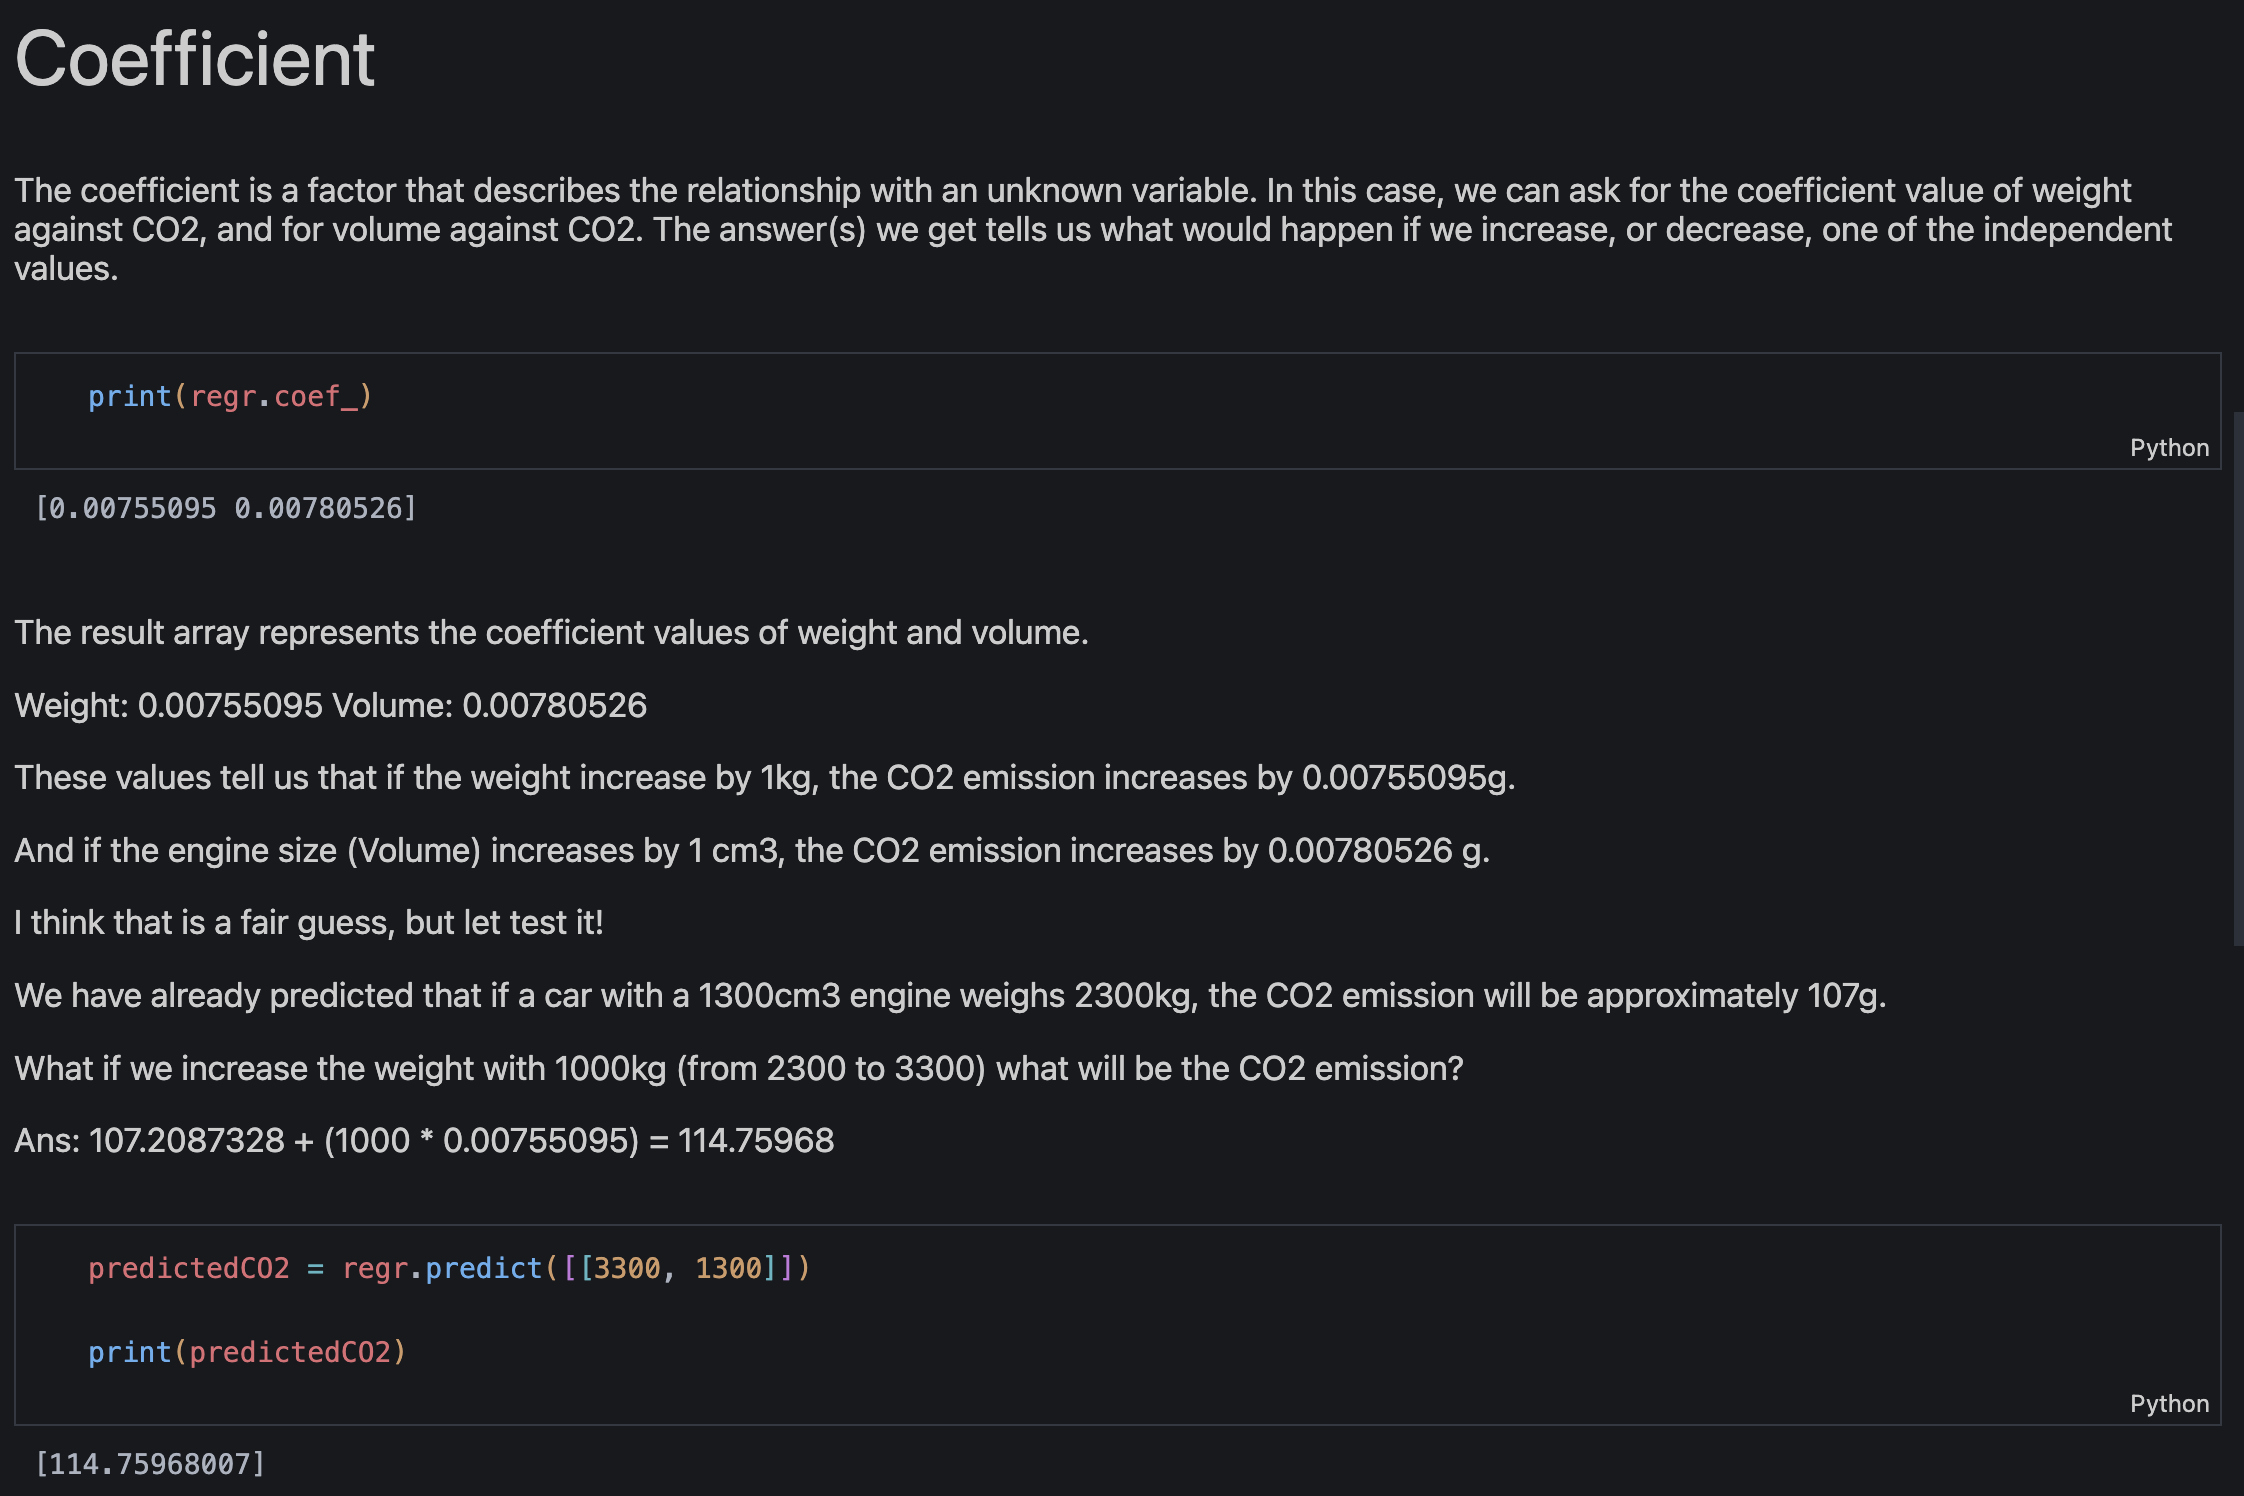 Coefficient
The coefficient is a factor that describes the relationship with an unknown variable. In this case, we can ask for the coefficient value of weight
against CO2, and for volume against CO2. The answer(s) we get tells us what would happen if we increase, or decrease, one of the independent
values.
print(regr.coef_)
Python
[0.00755095 0.00780526]
The result array represents the coefficient values of weight and volume.
Weight: 0.00755095 Volume: 0.00780526
These values tell us that if the weight increase by 1kg, the CO2 emission increases by 0.00755095g.
And if the engine size (Volume) increases by 1 cm3, the CO2 emission increases by 0.00780526 g.
I think that is a fair guess, but let test it!
We have already predicted that if a car with a 1300cm3 engine weighs 2300kg, the CO2 emission will be approximately 107g.
What if we increase the weight with 1000kg (from 2300 to 3300) what will be the CO2 emission?
Ans: 107.2087328 + (1000 * 0.00755095) = 114.75968
predictedCO2 = regr.predict([[3300, 1300]])
print(predictedCO2)
Python
[114.75968007]